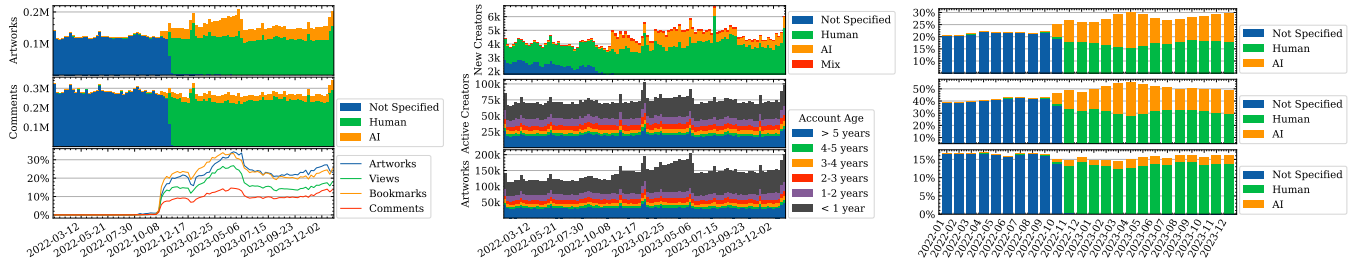 Artworks
0.2M
0.1M
Not Specified
Human
AI
Comments
0.3M
0.2M
0.1M
Not Specified
Human
AI
30%
20%
10%
0%
Artworks
Views
Bookmarks
Comments
2022-03-12
2022-05-21
2022-07-30
2022-10-08
2022-12-17
2023-02-25
2023-05-06
2023-07-15
2023-09-23
2023-12-02
New Creators
6k
5k
4k
3k
2k
Not Specified
Human
AI
Mix
Active Creators
100k
75k
50k
25k
Account Age
> 5 years
4-5 years
3-4 years
2-3 years
1-2 years
< 1 year
Artworks
200k
150k
100k
50k
2022-03-12
2022-05-21
2022-07-30
2022-10-08
2022-12-17
2023-02-25
2023-05-06
2023-07-15
2023-09-23
2023-12-02
30%
25%
20%
15%
10%
5%
Not Specified
Human
AI
50%
40%
30%
20%
10%
Not Specified
Human
AI
15%
10%
5%
0%
Not Specified
Human
AI
2022-01
2022-02
2022-03
2022-04
2022-05
2022-06
2022-07
2022-08
2022-09
2022-10
2022-11
2022-12
2023-01
2023-02
2023-03
2023-04
2023-05
2023-06
2023-07
2023-08
2023-09
2023-10
2023-11
2023-12